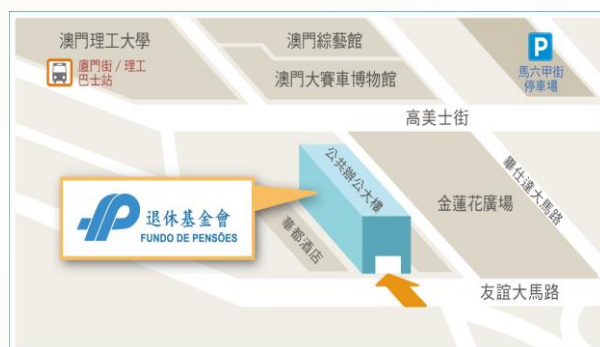 澳門理工大學
廈門街 / 理工
巴士站
澳門綜藝館
澳門大賽車博物館
P
馬六甲街
停車場
高美士街
公共辦公大樓
畢仕達大馬路
金蓮花廣場
退休基金會
FUNDO DE PENSÕES
華都酒店
友誼大馬路